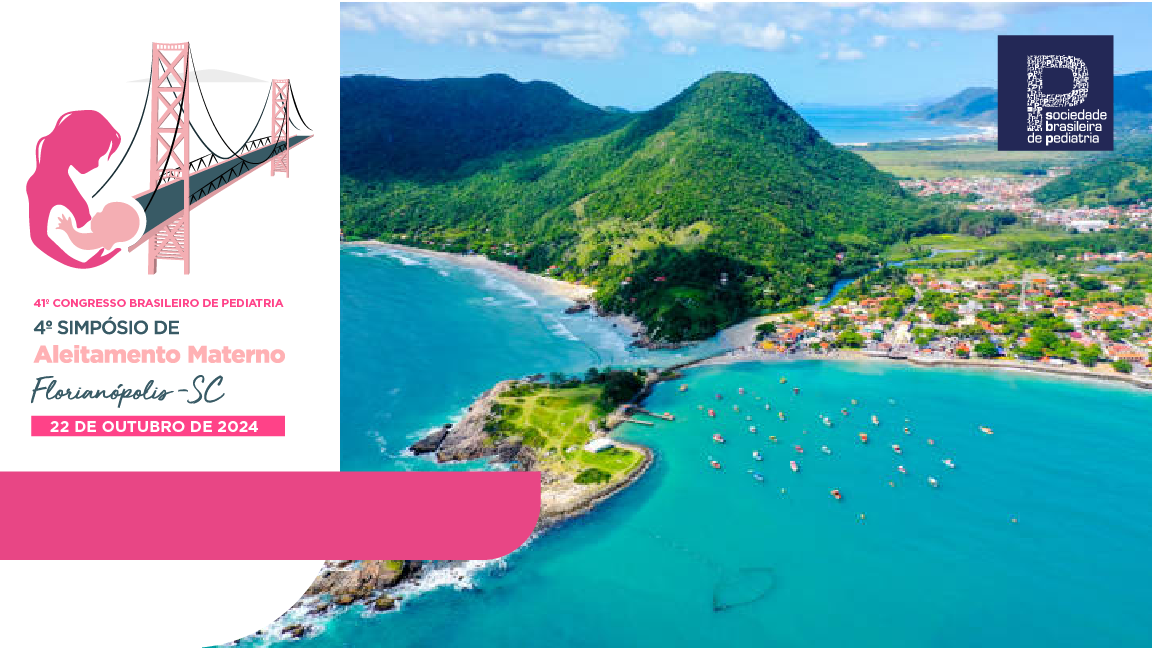 41º CONGRESSO BRASILEIRO DE PEDIATRIA
4º SIMPÓSIO DE
Aleitamento Materno
Florianópolis-SC
22 DE OUTUBRO DE 2024
sociedade
brasileira
de pediatria